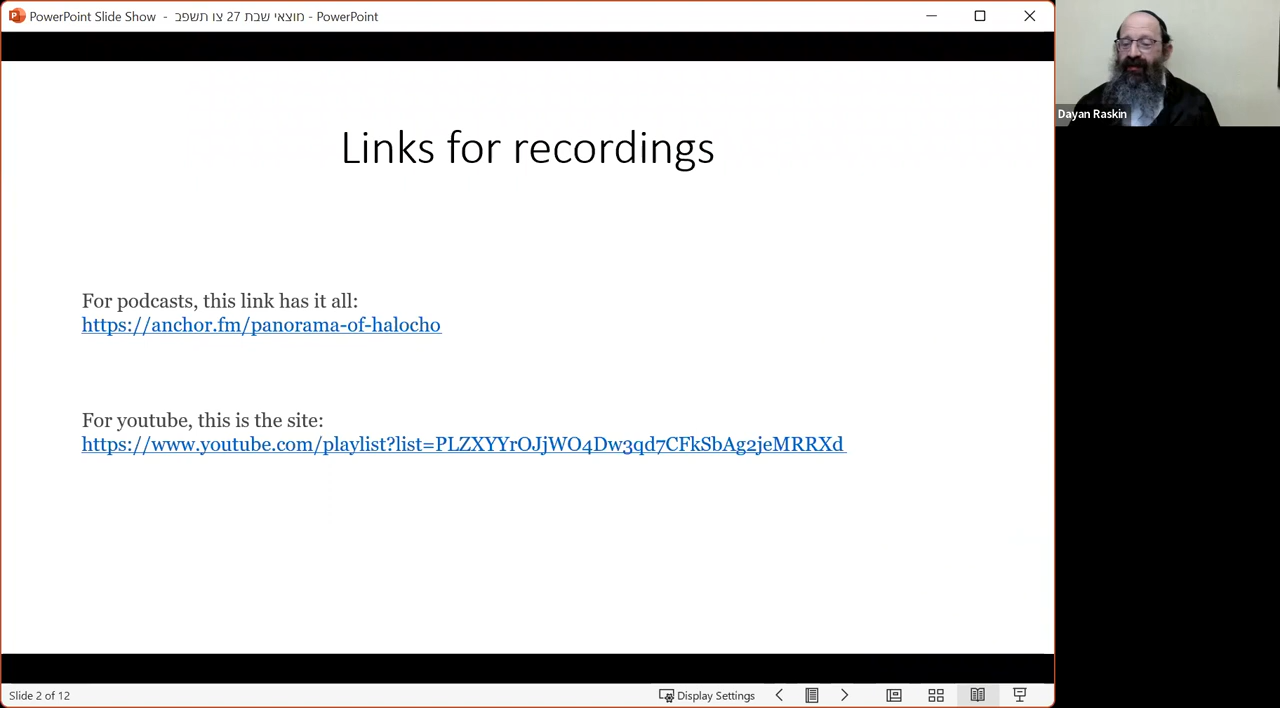 PowerPoint Slide Show - מוצאי שבת 27 צו תשפב - PowerPoint
Dayan Raskin
Links for recordings
For podcasts, this link has it all:
https://anchor.fm/panorama-of-halocho
For youtube, this is the site:
https://www.youtube.com/playlist?list=PLZXYYrOJjWO4Dw3qd7CFkSbAg2jeMRRXd
Slide 2 of 12
Display Settings